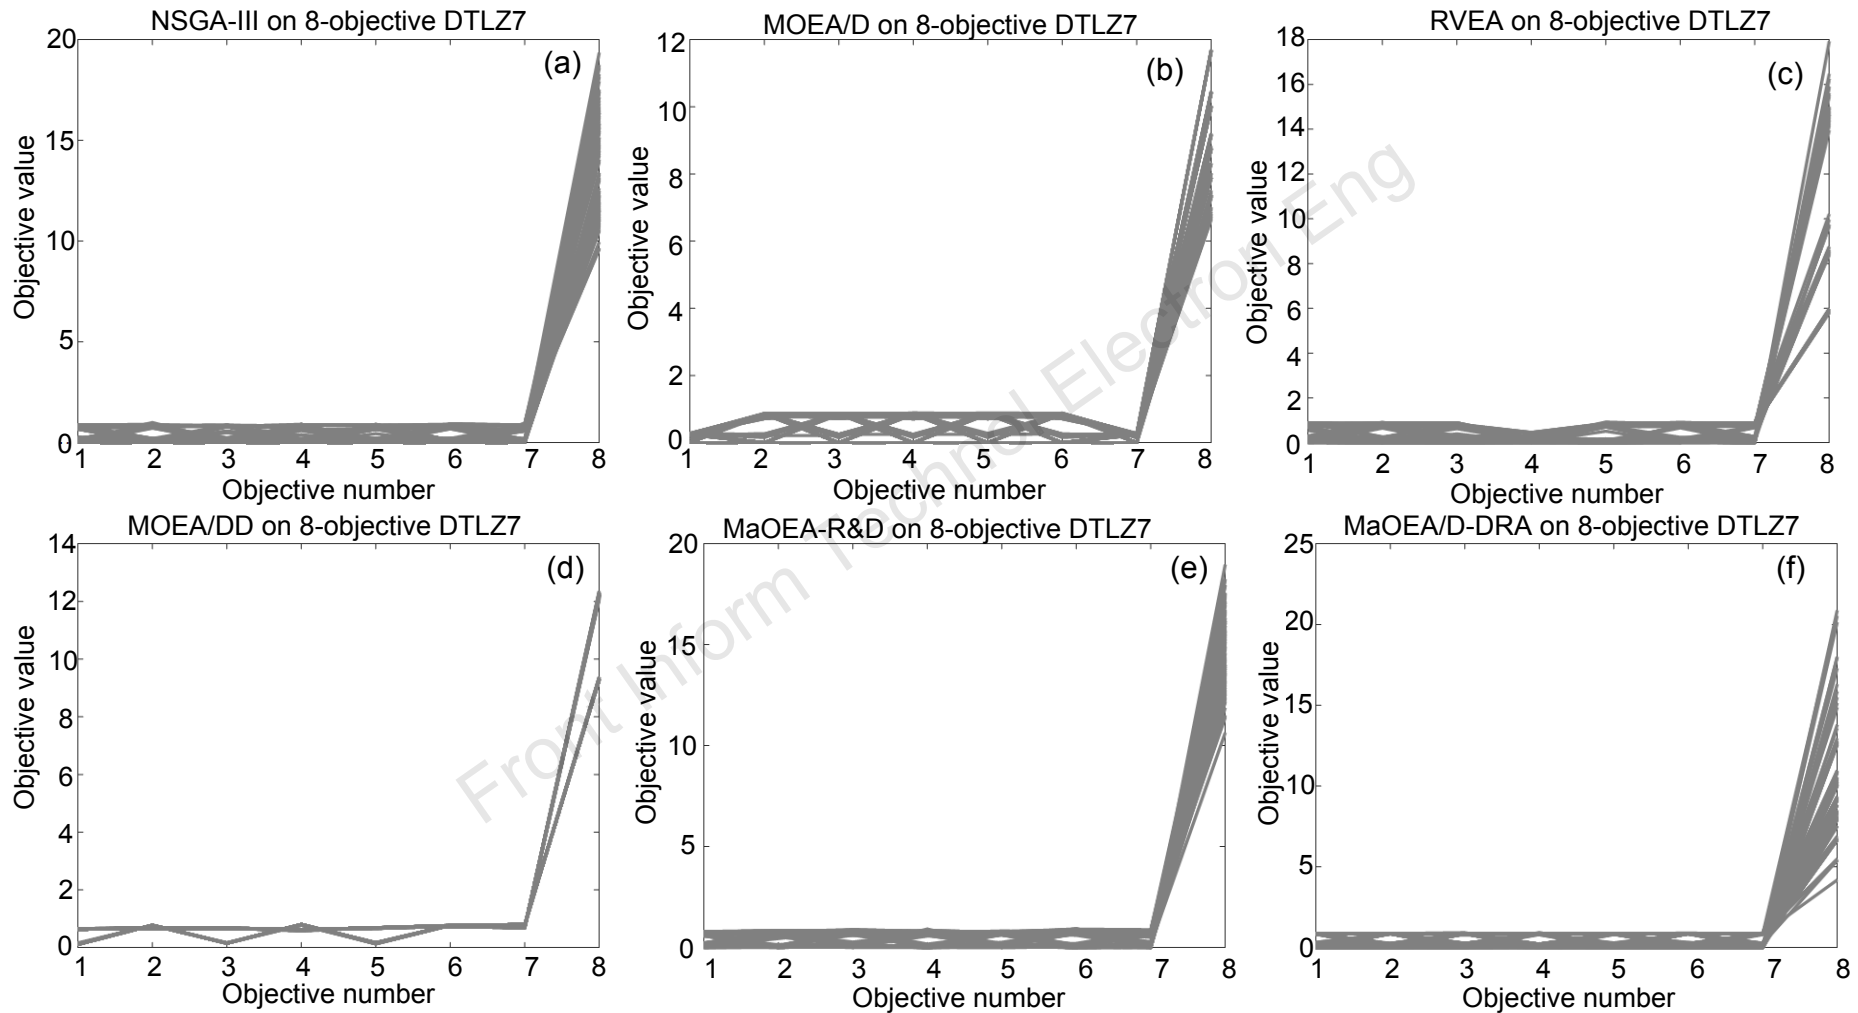 NSGA-III on 8-objective DTLZ7
(a)
Objective value
20
15
10
5
0
1 2 3 4 5 6 7 8
Objective number
MOEA/D on 8-objective DTLZ7
(b)
Objective value
12
10
8
6
4
2
0
1 2 3 4 5 6 7 8
Objective number
RVEA on 8-objective DTLZ7
(c)
Objective value
18
16
14
12
10
8
6
4
2
0
1 2 3 4 5 6 7 8
Objective number
MOEA/DD on 8-objective DTLZ7
(d)
Objective value
14
12
10
8
6
4
2
0
1 2 3 4 5 6 7 8
Objective number
MaOEA-R&D on 8-objective DTLZ7
(e)
Objective value
20
15
10
5
0
1 2 3 4 5 6 7 8
Objective number
MaOEA/D-DRA on 8-objective DTLZ7
(f)
Objective value
25
20
15
10
5
0
1 2 3 4 5 6 7 8
Objective number
Front Inform Technol Electron Eng